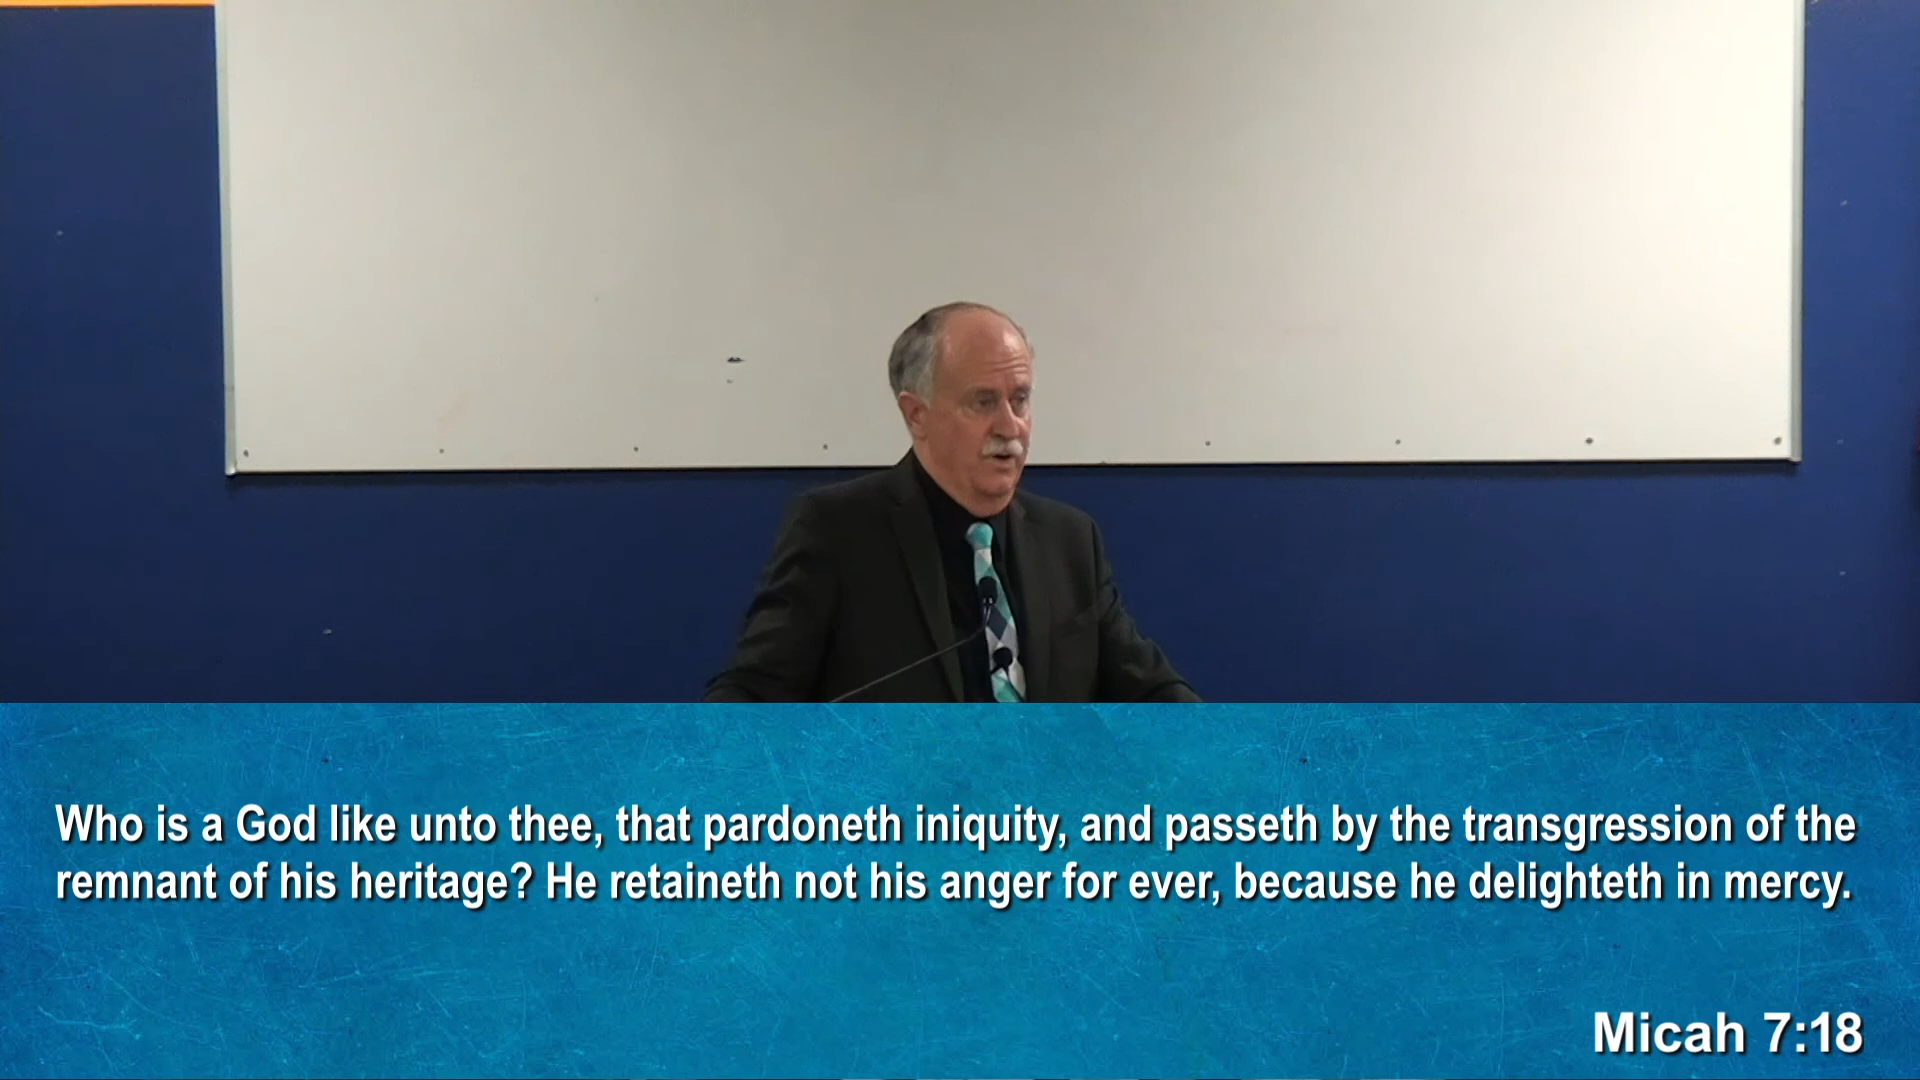 Who is a God like unto thee, that pardoneth iniquity, and passeth by the transgression of the
remnant of his heritage? He retaineth not his anger for ever, because he delighteth in mercy.
Micah 7:18